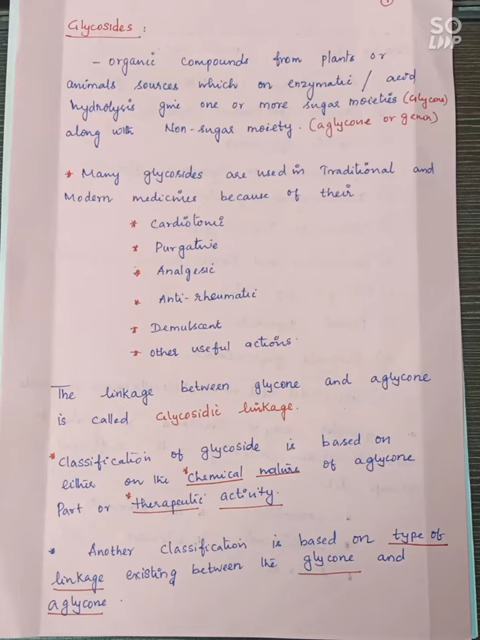 SO
LOOP
Glycosides :
- organic compounds from plants or
animals sources which on enzymatic / acid
hydrolysis give one or more sugar moieties (Glycone)
along with Non-sugar moiety. (aglycone or genin)
* Many glycosides are used in Traditional and
Modern medicines because of their
* Cardiotonic
* Purgative
* Analgesic
* Anti-rheumatic
* Demulscent
* other useful actions.
The linkage between glycone and aglycone
is called Glycosidic linkage.
* Classification of glycoside is based on
either on the * chemical nature of aglycone
Part or * therapeutic activity.
* Another classification is based on type of
linkage existing between the glycone and
aglycone.